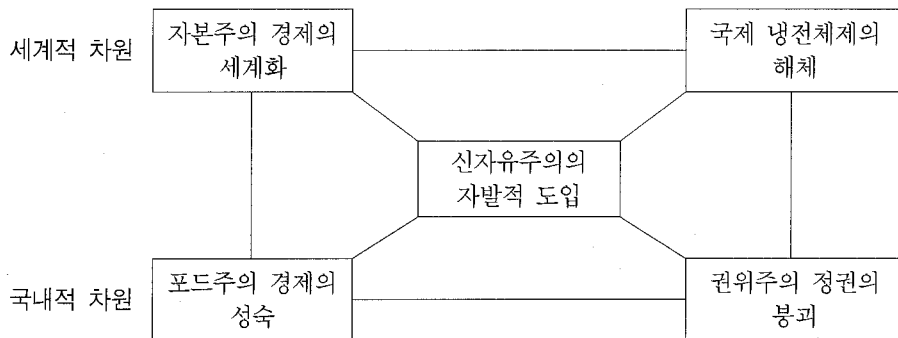 세계적 차원
자본주의 경제의
세계화
국제 냉전체제의
해체
신자유주의의
자발적 도입
국내적 차원
포드주의 경제의
성숙
권위주의 정권의
붕괴